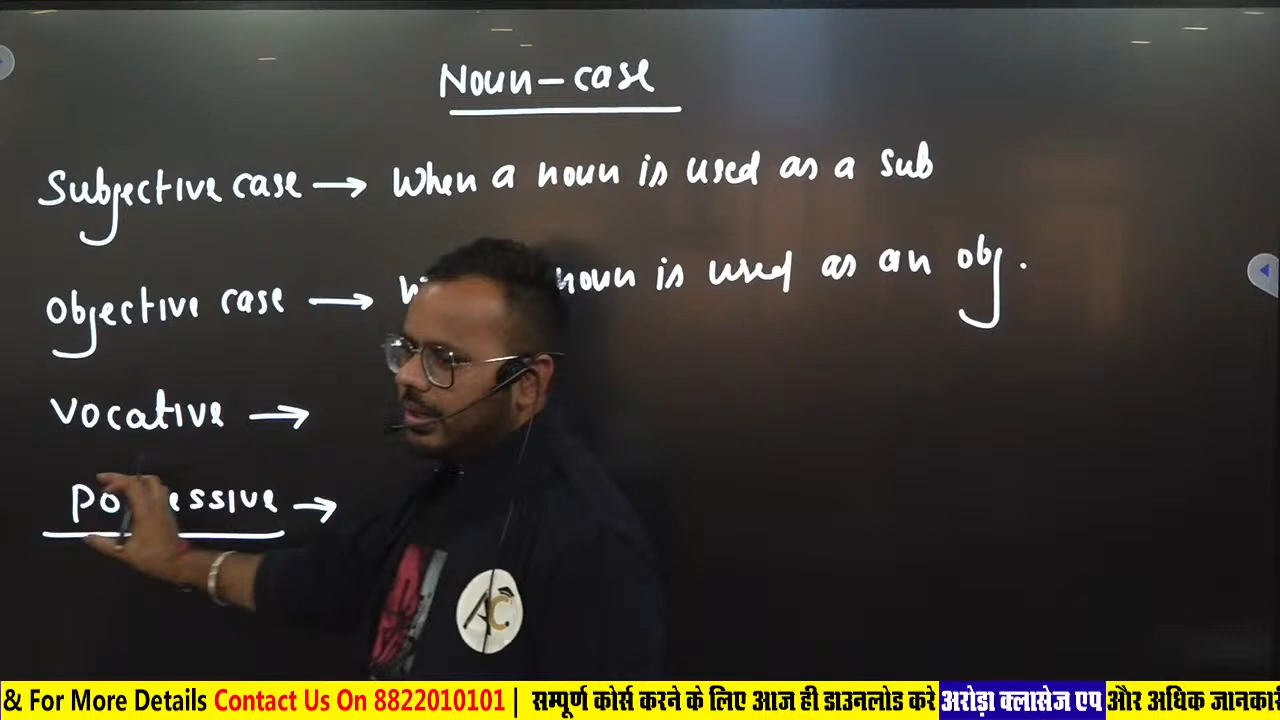 Noun - case
Subjective case → When a noun is used as a sub
Objective case → noun is used as an obj.
Vocative →
→
AC
& For More Details Contact Us On 8822010101 | सम्पूर्ण कोर्स करने के लिए आज ही डाउनलोड करे अरोड़ा क्लासेज एप और अधिक